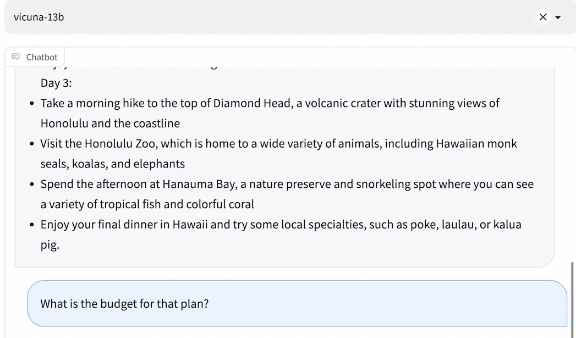 vicuna-13b
Chatbot
Day 3:
• Take a morning hike to the top of Diamond Head, a volcanic crater with stunning views of
Honolulu and the coastline
• Visit the Honolulu Zoo, which is home to a wide variety of animals, including Hawaiian monk
seals, koalas, and elephants
• Spend the afternoon at Hanauma Bay, a nature preserve and snorkeling spot where you can see
a variety of tropical fish and colorful coral
• Enjoy your final dinner in Hawaii and try some local specialties, such as poke, laulau, or kalua
pig.
What is the budget for that plan?